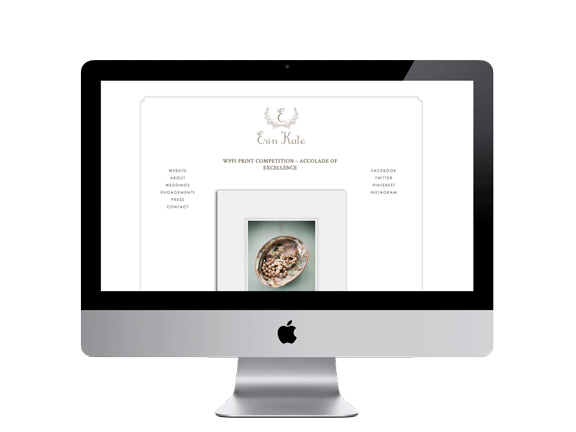 E
Erin Kate
WPPI PRINT COMPETITION – ACCOLADE OF
EXCELLENCE
WEBSITE
ABOUT
WEDDINGS
ENGAGEMENTS
PRESS
CONTACT
FACEBOOK
TWITTER
PINTEREST
INSTAGRAM